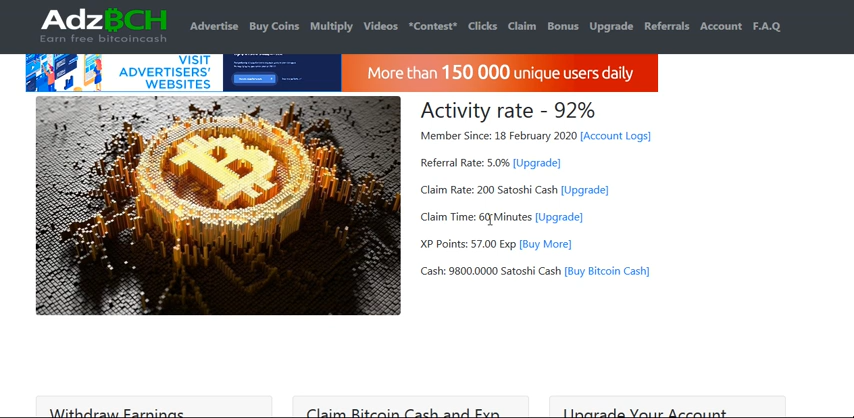 AdzBCH
Earn free bitcoincash
Advertise Buy Coins Multiply Videos *Contest* Clicks Claim Bonus Upgrade Referrals Account F.A.Q
VISIT
ADVERTISERS'
WEBSITES
More than 150 000 unique users daily
Activity rate - 92%
Member Since: 18 February 2020 [Account Logs]
Referral Rate: 5.0% [Upgrade]
Claim Rate: 200 Satoshi Cash [Upgrade]
Claim Time: 60 Minutes [Upgrade]
XP Points: 57.00 Exp [Buy More]
Cash: 9800.0000 Satoshi Cash [Buy Bitcoin Cash]
Withdraw Earnings
Claim Bitcoin Cash and Exp
Upgrade Your Account